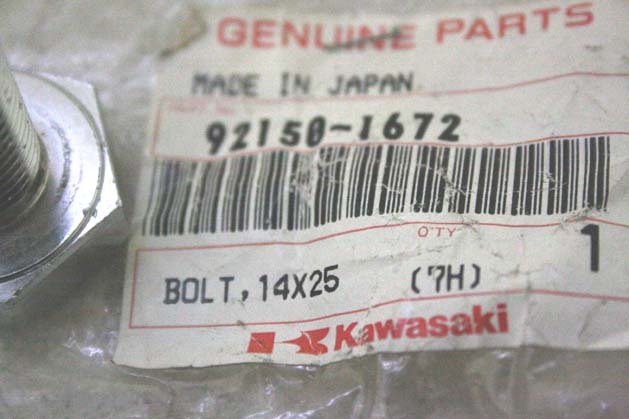 GENUINE PARTS
MADE IN JAPAN
92150-1672
Q'TY
1
BOLT, 14X25 (7H)
Kawasaki